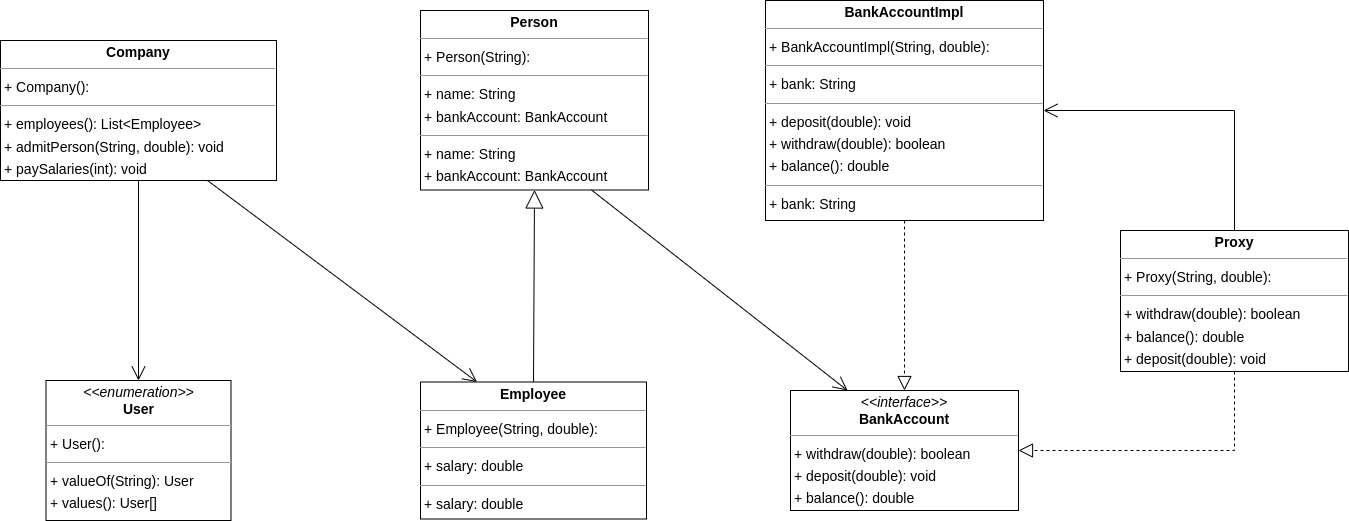 Company
+ Company():
+ employees(): List<Employee>
+ admitPerson(String, double): void
+ paySalaries(int): void
Person
+ Person(String):
+ name: String
+ bankAccount: BankAccount
+ name: String
+ bankAccount: BankAccount
BankAccountImpl
+ BankAccountImpl(String, double):
+ bank: String
+ deposit(double): void
+ withdraw(double): boolean
+ balance(): double
+ bank: String
Proxy
+ Proxy(String, double):
+ withdraw(double): boolean
+ balance(): double
+ deposit(double): void
<<enumeration>>
User
+ User():
+ valueOf(String): User
+ values(): User[]
Employee
+ Employee(String, double):
+ salary: double
+ salary: double
<<interface>>
BankAccount
+ withdraw(double): boolean
+ deposit(double): void
+ balance(): double